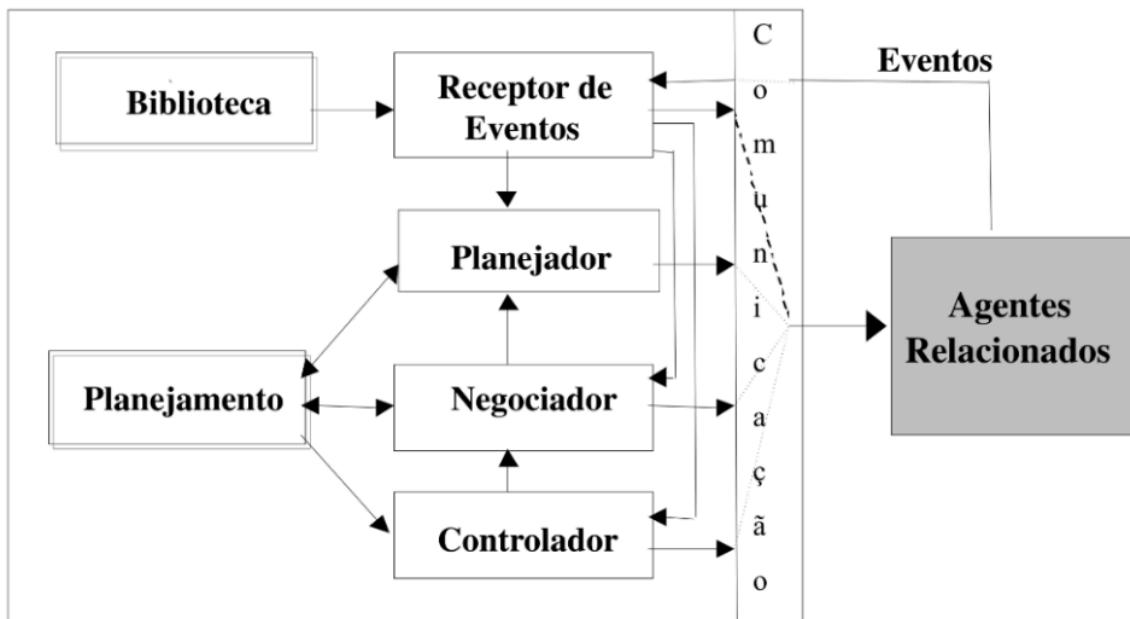 Biblioteca
Receptor de
Eventos
Planejador
Planejamento
Negociador
Controlador
C
o
m
u
n
i
c
a
ç
ã
o
Eventos
Agentes
Relacionados